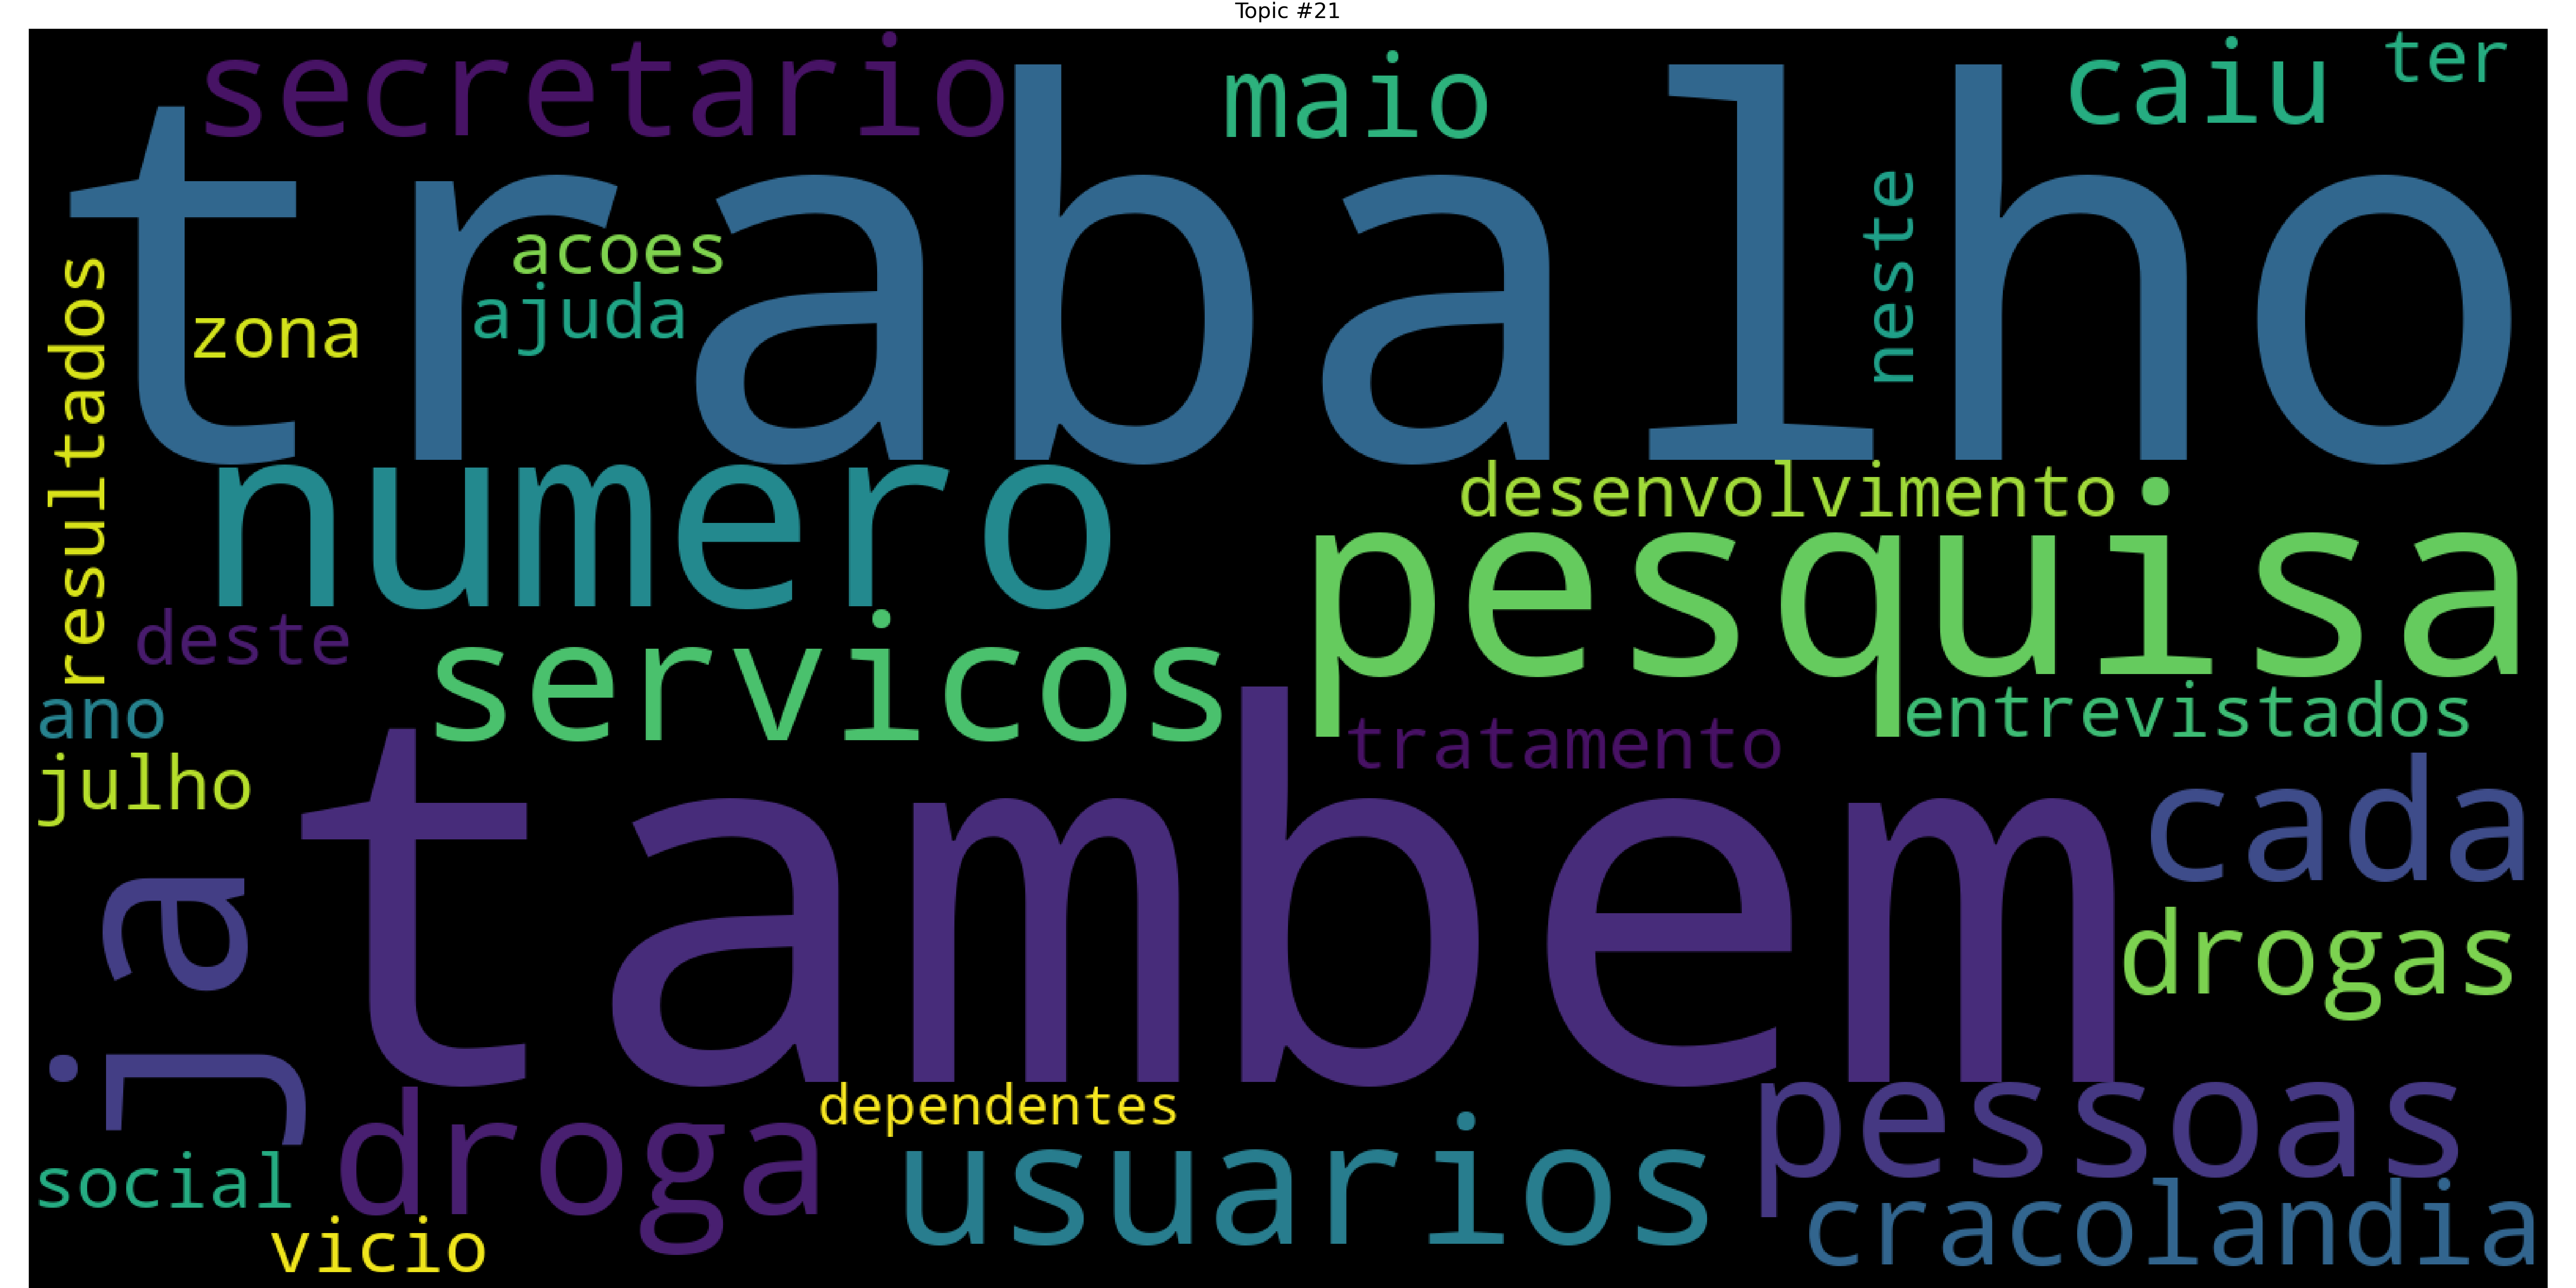 Topic #21
secretario
maio
caiu
ter
trabalho
neste
acoes
ajuda
zona
resultados
numero
desenvolvimento
pesquisa
deste
servicos
ano
entrevistados
tratamento
julho
tambem
cada
ja
drogas
dependentes
pessoas
droga
usuarios
social
cracolandia
vicio